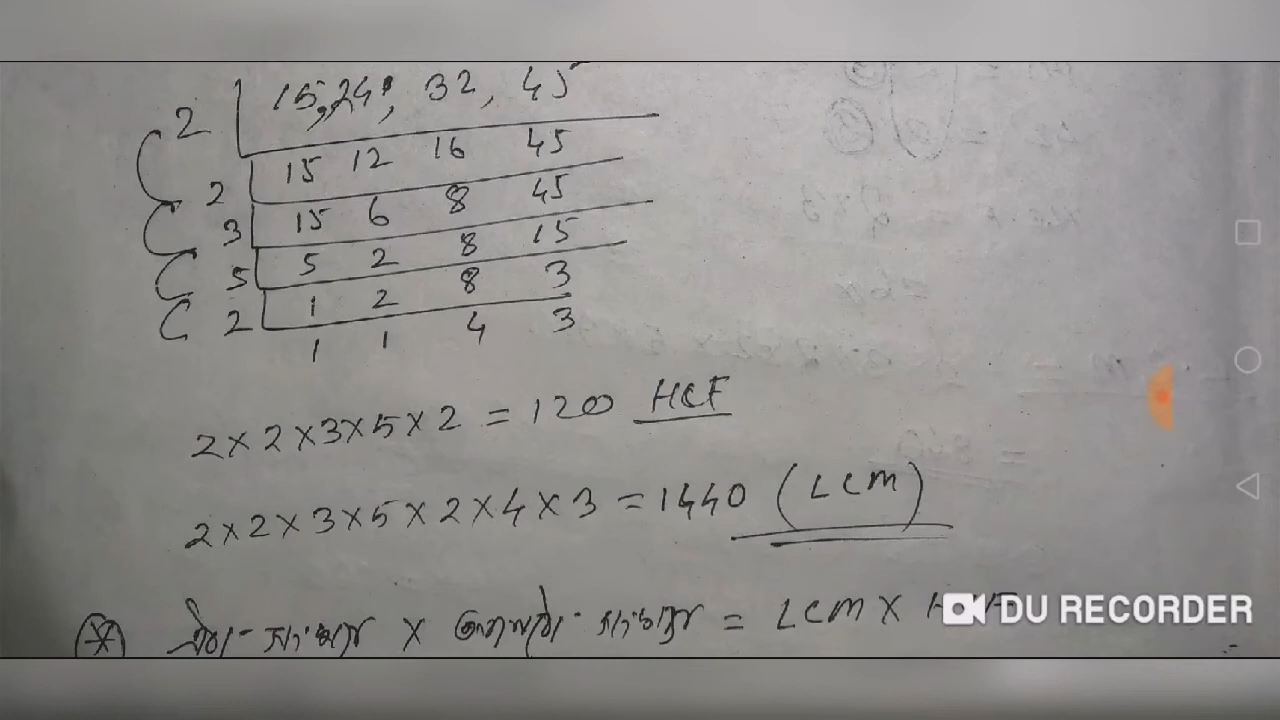 2 | 15, 24, 32, 45
2 | 15 12 16 45
3 | 15 6 8 45
5 | 5 2 8 15
2 | 1 2 8 3
1 1 4 3
2×2×3×5×2 = 120 HCF
2×2×3×5×2×4×3 = 1440 (LCM)
× = LCM ×
DU RECORDER